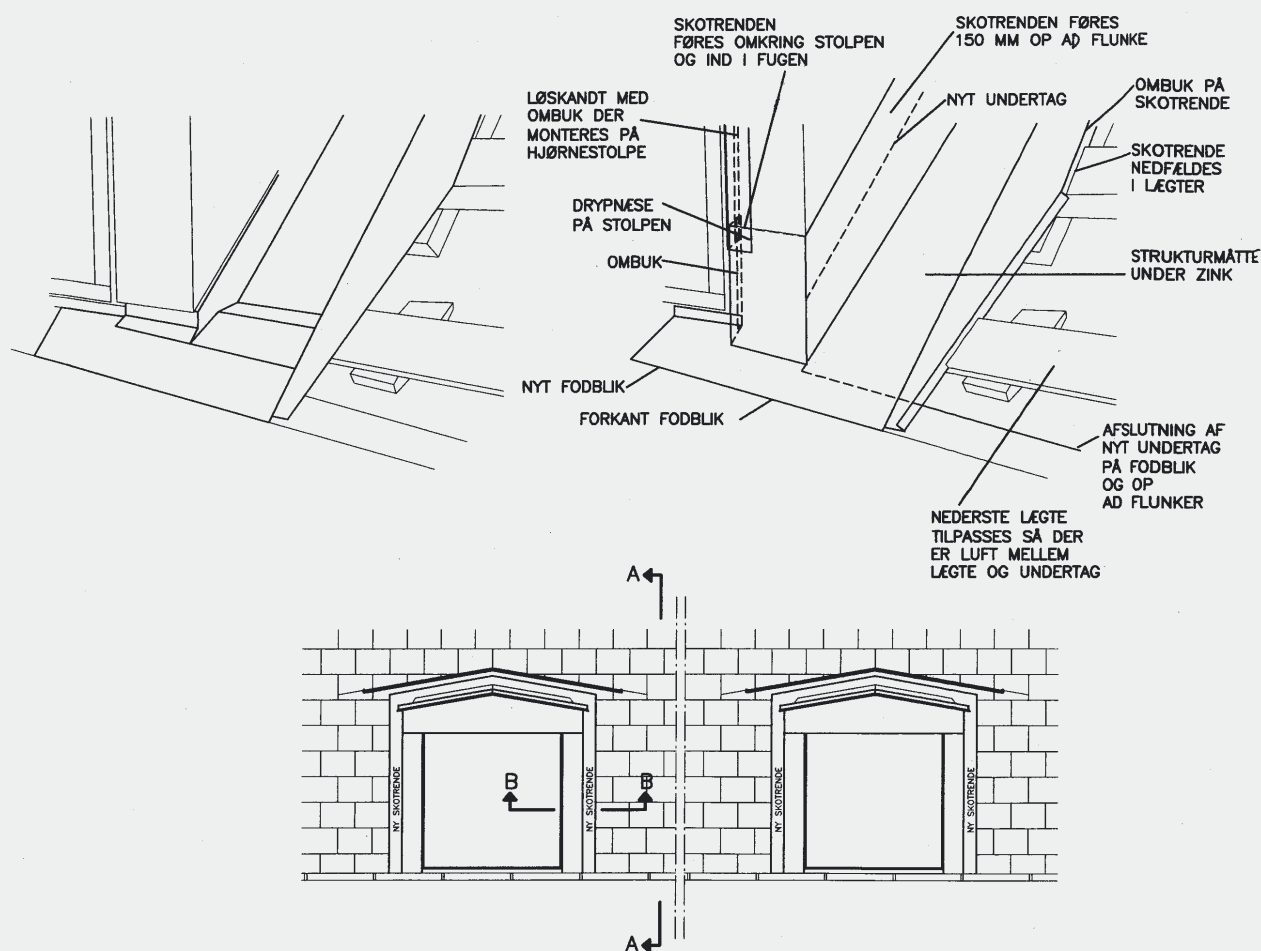 SKOTRENDEN
FØRES OMKRING STOLPEN
OG IND I FUGEN
SKOTRENDEN FØRES
150 MM OP AD FLUNKE
LØSKANDT MED
OMBUK DER
MONTERES PÅ
HJØRNESTOLPE
NYT UNDERTAG
OMBUK PÅ
SKOTRENDE
SKOTRENDE
NEDFÆLDES
I LÆGTER
DRYPNÆSE
PÅ STOLPEN
OMBUK
STRUKTURMÅTTE
UNDER ZINK
NYT FODBLIK
FORKANT FODBLIK
AFSLUTNING AF
NYT UNDERTAG
PÅ FODBLIK
OG OP
AD FLUNKER
NEDERSTE LÆGTE
TILPASSES SÅ DER
ER LUFT MELLEM
LÆGTE OG UNDERTAG
A
B
B
NY SKOTRENDE
NY SKOTRENDE
NY SKOTRENDE
NY SKOTRENDE
A